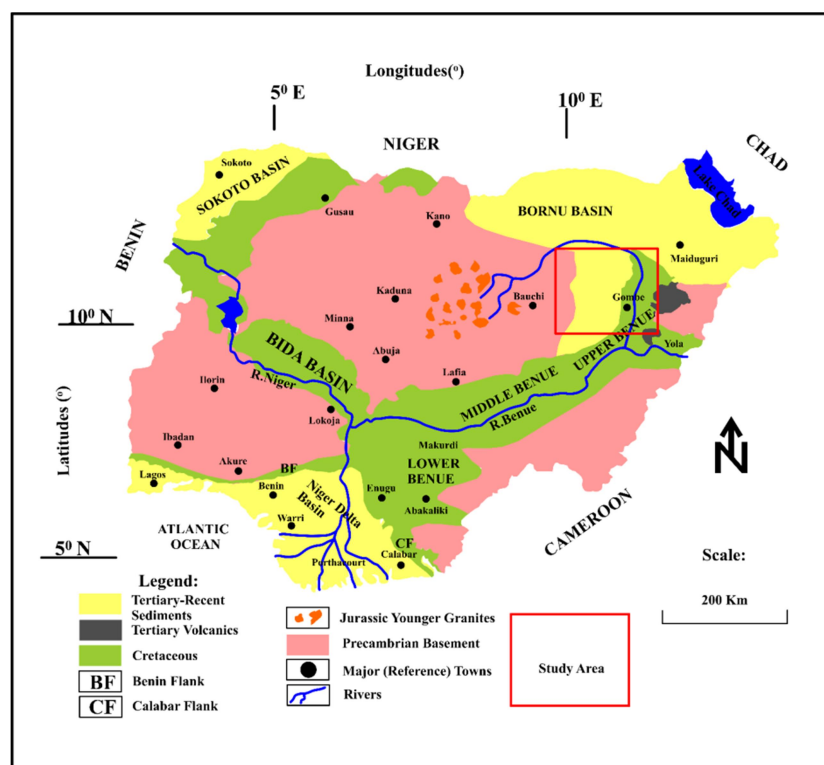 Longitudes(o)
5⁰ E
10⁰ E
NIGER
CHAD
Sokoto
SOKOTO BASIN
Lake Chad
Gusau
Kano
BORNU BASIN
BENIN
Maiduguri
Kaduna
Bauchi
Gombe
10⁰ N
Minna
UPPER BENUE
Abuja
Yola
BIDA BASIN
Lafia
Ilorin
R.Niger
MIDDLE BENUE
R.Benue
Latitudes (o)
Lokoja
Ibadan
Makurdi
N
Akure
BF
LOWER
BENUE
Lagos
Benin
Niger Delta
Basin
Enugu
Abakaliki
CAMEROON
Warri
ATLANTIC
OCEAN
CF
Calabar
5⁰ N
Porthacourt
Scale:
200 Km
Legend:
Tertiary-Recent
Sediments
Tertiary Volcanics
Cretaceous
BF Benin Flank
CF Calabar Flank
Jurassic Younger Granites
Precambrian Basement
Major (Reference) Towns
Rivers
Study Area